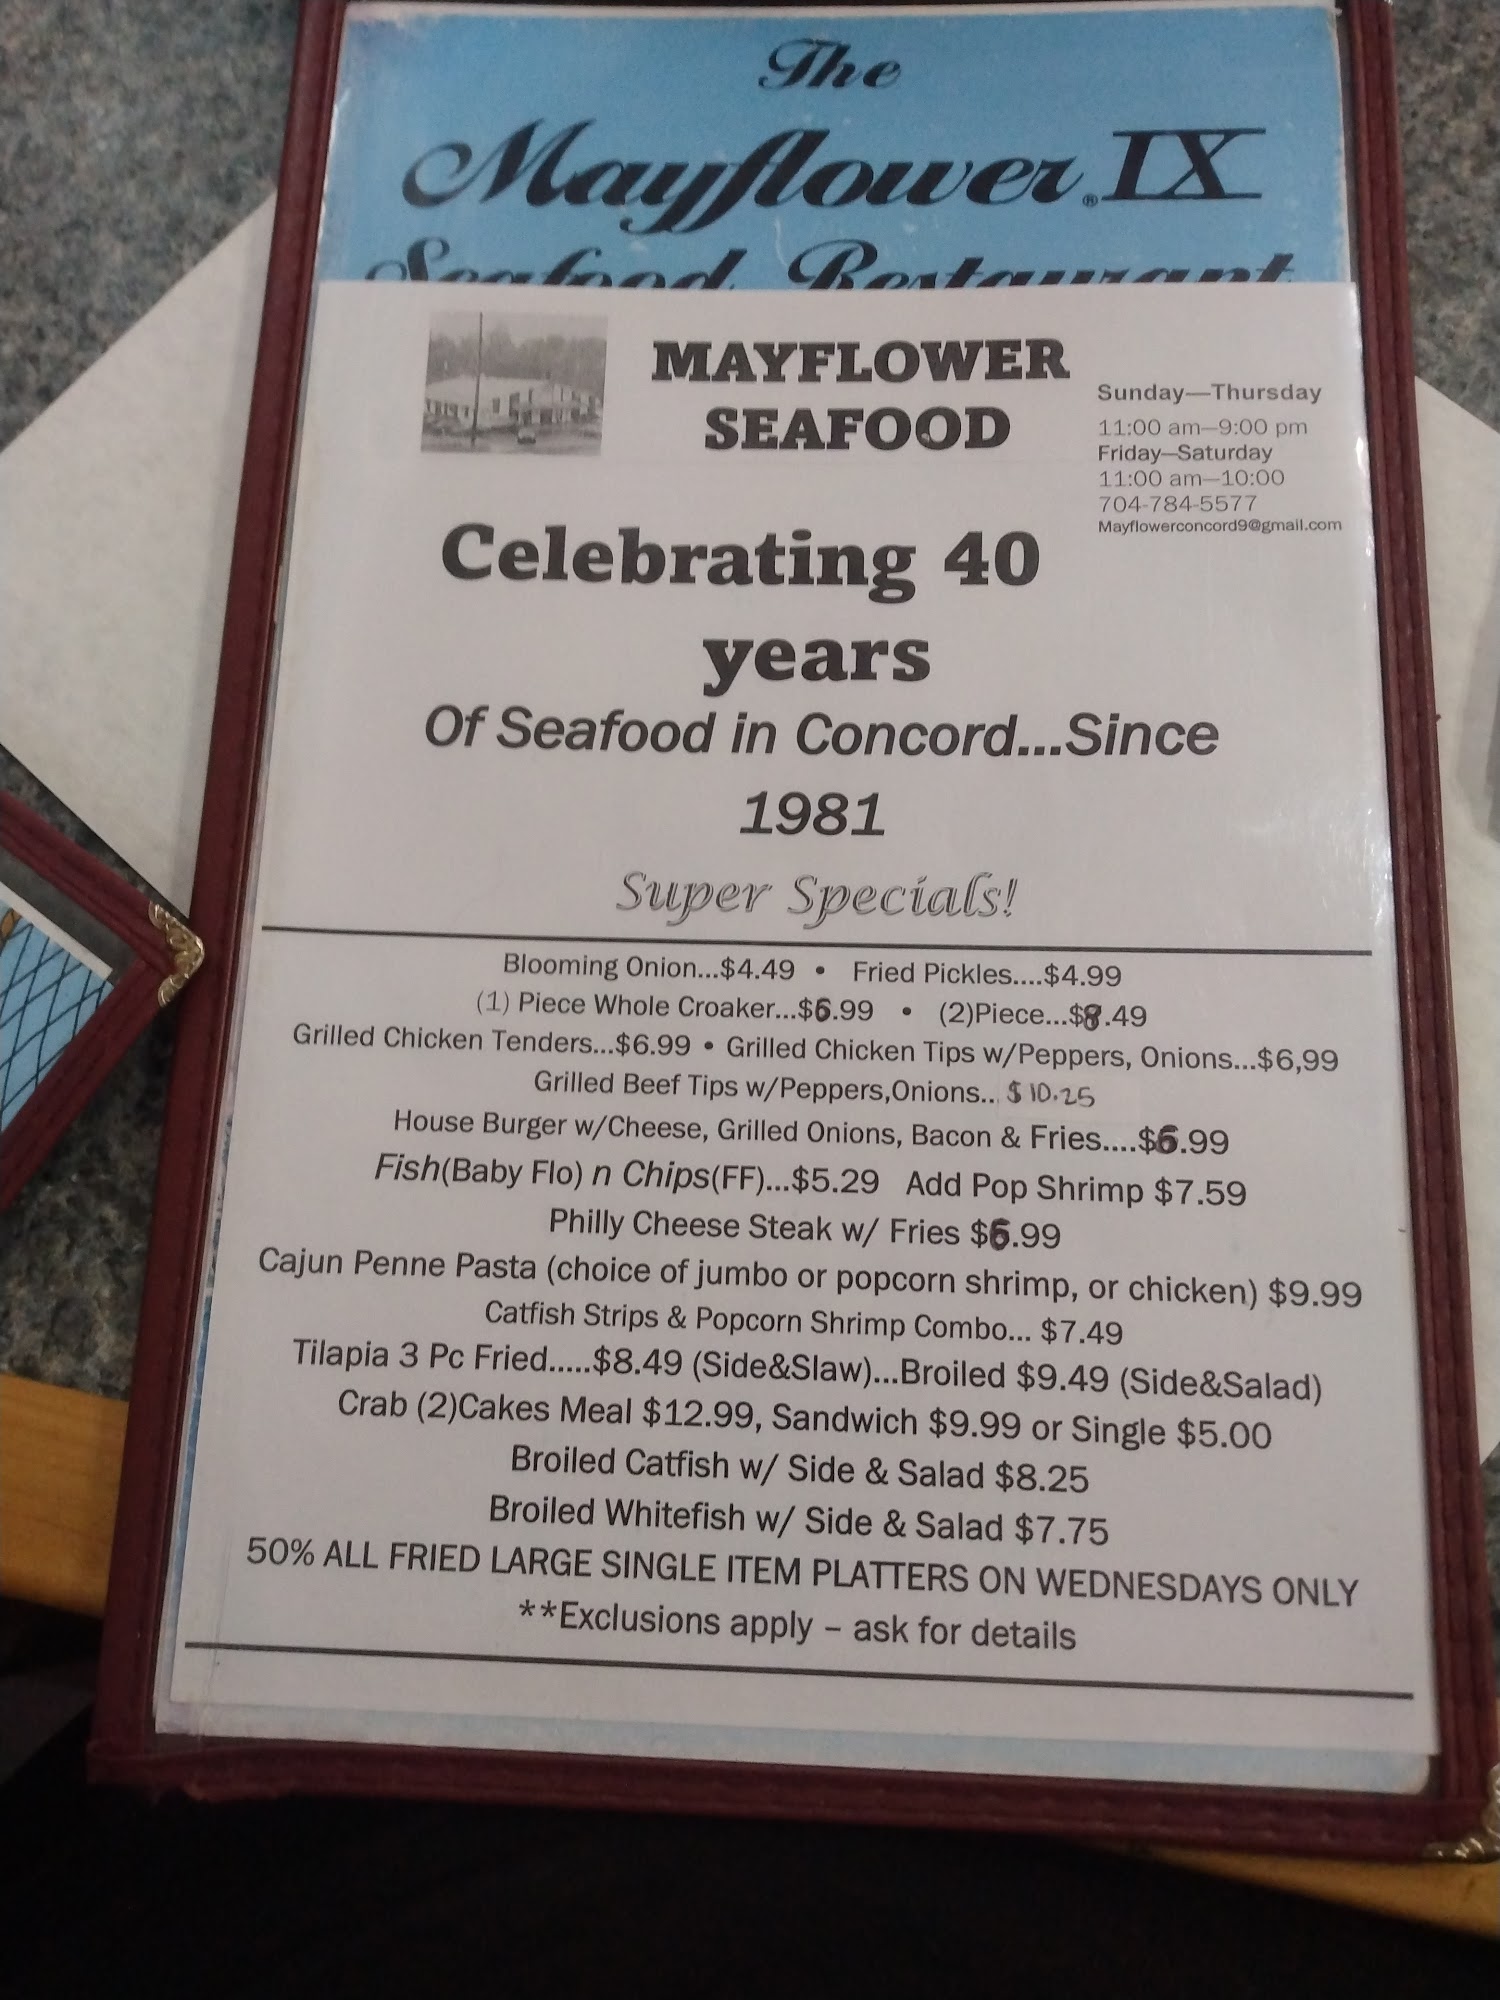 The
Mayflower® IX
Seafood Restaurant
MAYFLOWER
SEAFOOD
Sunday—Thursday
11:00 am—9:00 pm
Friday—Saturday
11:00 am—10:00
704-784-5577
Mayflowerconcord9@gmail.com
Celebrating 40
years
Of Seafood in Concord...Since
1981
Super Specials!
Blooming Onion...$4.49 • Fried Pickles....$4.99
(1) Piece Whole Croaker...$6.99 • (2)Piece...$8.49
Grilled Chicken Tenders...$6.99 • Grilled Chicken Tips w/Peppers, Onions...$6,99
Grilled Beef Tips w/Peppers,Onions... $10.25
House Burger w/Cheese, Grilled Onions, Bacon & Fries....$6.99
Fish(Baby Flo) n Chips(FF)...$5.29 Add Pop Shrimp $7.59
Philly Cheese Steak w/ Fries $6.99
Cajun Penne Pasta (choice of jumbo or popcorn shrimp, or chicken) $9.99
Catfish Strips & Popcorn Shrimp Combo... $7.49
Tilapia 3 Pc Fried.....$8.49 (Side&Slaw)...Broiled $9.49 (Side&Salad)
Crab (2)Cakes Meal $12.99, Sandwich $9.99 or Single $5.00
Broiled Catfish w/ Side & Salad $8.25
Broiled Whitefish w/ Side & Salad $7.75
50% ALL FRIED LARGE SINGLE ITEM PLATTERS ON WEDNESDAYS ONLY
**Exclusions apply – ask for details